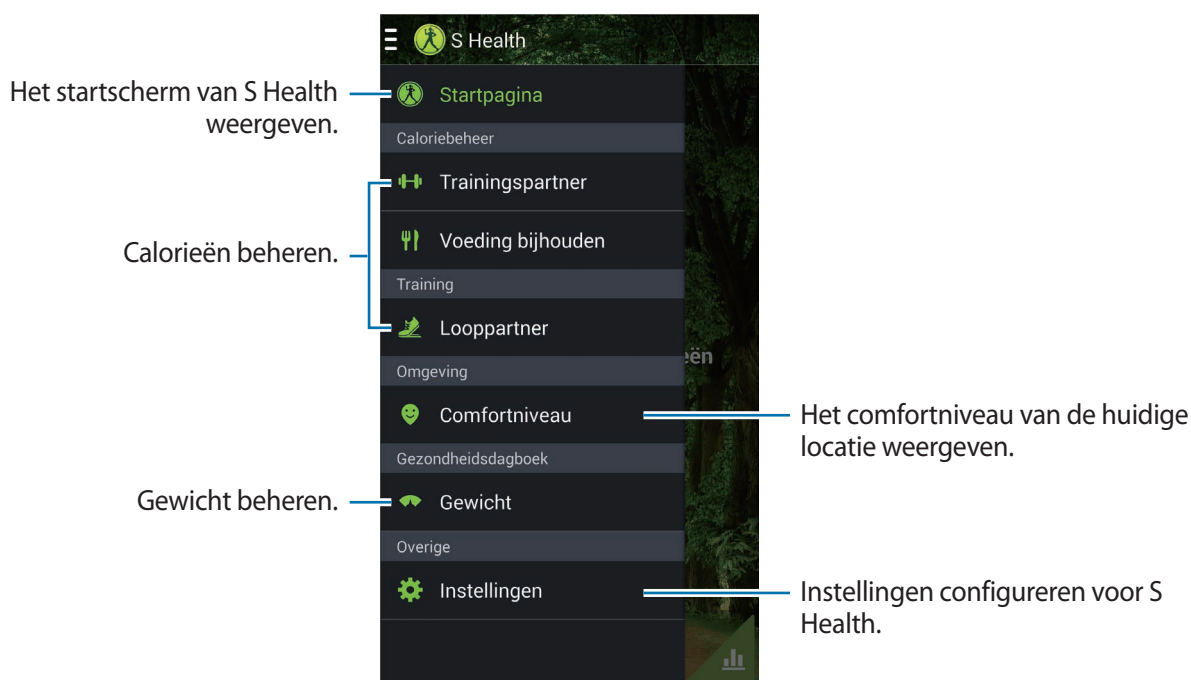 S Health
Het startscherm van S Health
weergeven.
Startpagina
Caloriebeheer
Trainingspartner
Calorieën beheren.
Voeding bijhouden
Training
Looppartner
eën
Omgeving
Comfortniveau
Het comfortniveau van de huidige
locatie weergeven.
Gezondheidsdagboek
Gewicht beheren.
Gewicht
Overige
Instellingen
Instellingen configureren voor S
Health.